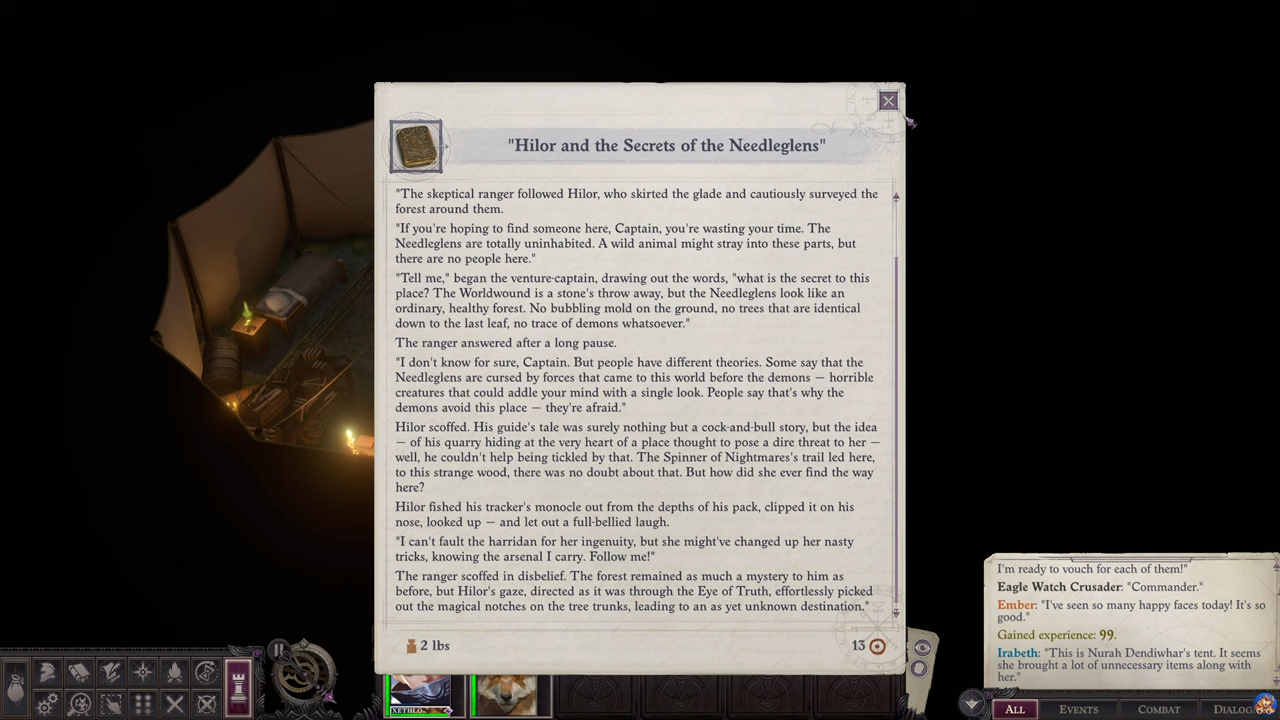 "Hilor and the Secrets of the Needleglens"
"The skeptical ranger followed Hilor, who skirted the glade and cautiously surveyed the
forest around them.
"If you're hoping to find someone here, Captain, you're wasting your time. The
Needleglens are totally uninhabited. A wild animal might stray into these parts, but
there are no people here."
"Tell me," began the venture-captain, drawing out the words, "what is the secret to this
place? The Worldwound is a stone's throw away, but the Needleglens look like an
ordinary, healthy forest. No bubbling mold on the ground, no trees that are identical
down to the last leaf, no trace of demons whatsoever."
The ranger answered after a long pause.
"I don't know for sure, Captain. But people have different theories. Some say that the
Needleglens are cursed by forces that came to this world before the demons — horrible
creatures that could addle your mind with a single look. People say that's why the
demons avoid this place — they're afraid."
Hilor scoffed. His guide's tale was surely nothing but a cock-and-bull story, but the idea
— of his quarry hiding at the very heart of a place thought to pose a dire threat to her —
well, he couldn't help being tickled by that. The Spinner of Nightmares's trail led here,
to this strange wood, there was no doubt about that. But how did she ever find the way
here?
Hilor fished his tracker's monocle out from the depths of his pack, clipped it on his
nose, looked up — and let out a full-bellied laugh.
"I can't fault the harridan for her ingenuity, but she might've changed up her nasty
tricks, knowing the arsenal I carry. Follow me!"
The ranger scoffed in disbelief. The forest remained as much a mystery to him as
before, but Hilor's gaze, directed as it was through the Eye of Truth, effortlessly picked
out the magical notches on the tree trunks, leading to an as yet unknown destination."
2 lbs
13
I'm ready to vouch for each of them!"
Eagle Watch Crusader: "Commander."
Ember: "I've seen so many happy faces today! It's so
good."
Gained experience: 99.
Irabeth: "This is Nurah Dendiwhar's tent. It seems
she brought a lot of unnecessary items along with
her."
ALL
EVENTS
COMBAT